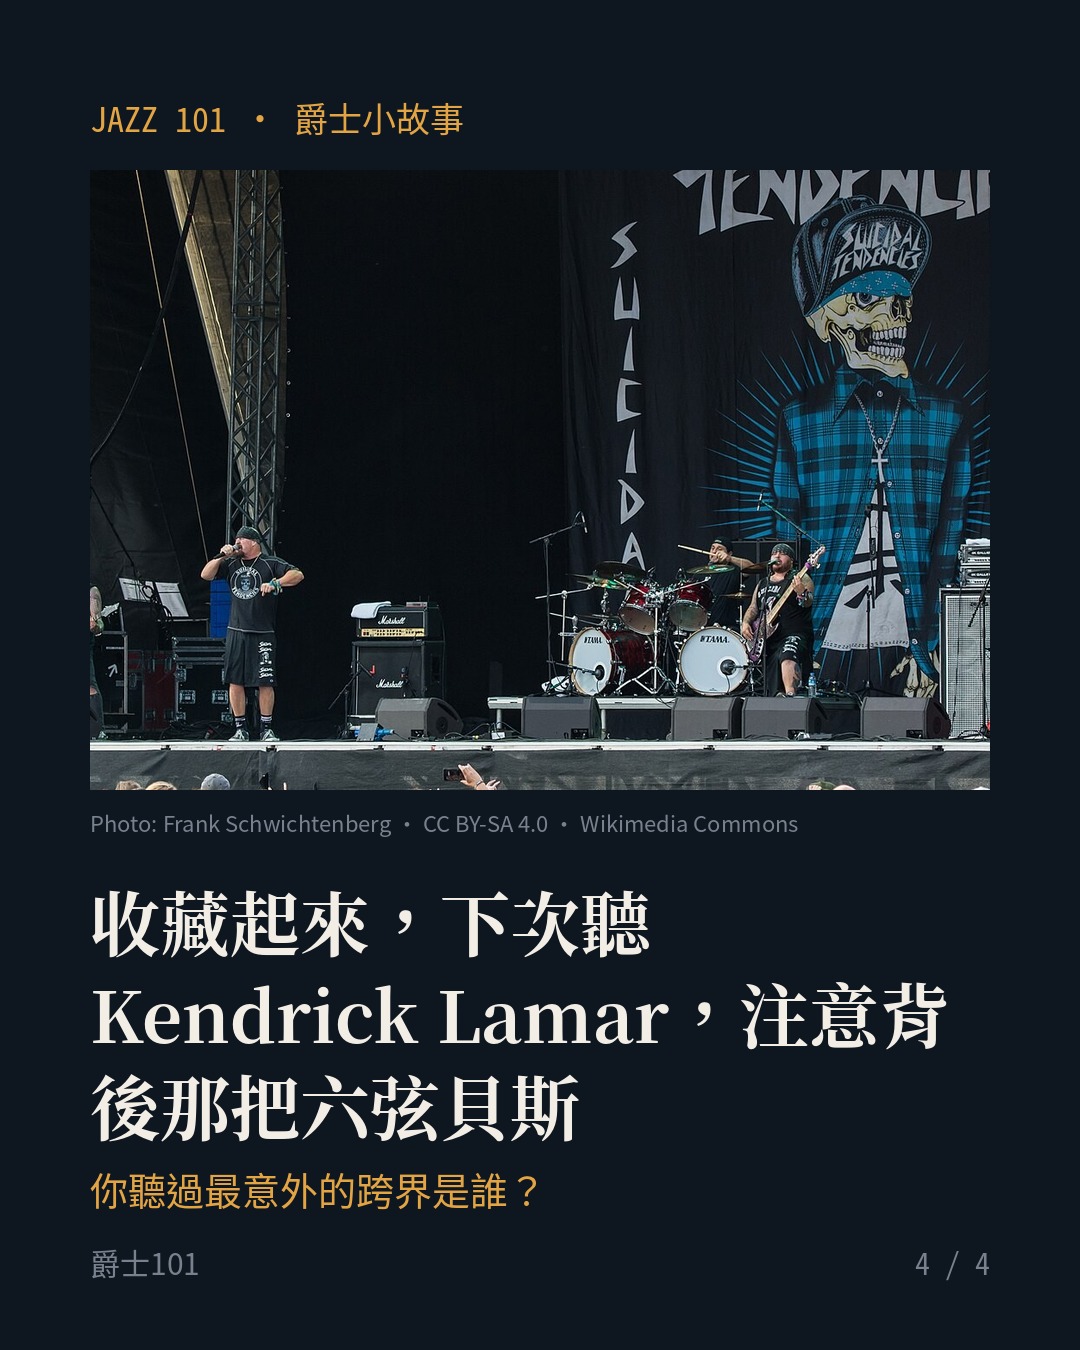 JAZZ 101 · 爵士小故事
TENDENCIE
SUICIDAL TENDENCIES
SUICIDA
Marshall
Marshall
TAMA
TAMA
Photo: Frank Schwichtenberg · CC BY-SA 4.0 · Wikimedia Commons
收藏起來，下次聽
Kendrick Lamar，注意背
後那把六弦貝斯
你聽過最意外的跨界是誰？
爵士101
4 / 4